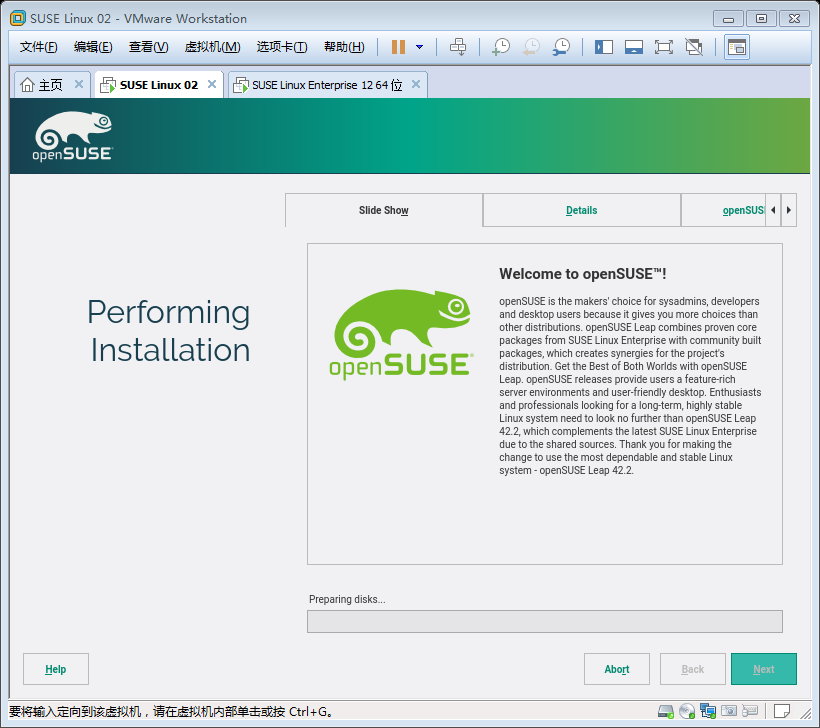 SUSE Linux 02 - VMware Workstation
文件(F) 编辑(E) 查看(V) 虚拟机(M) 选项卡(T) 帮助(H)
主页 SUSE Linux 02 SUSE Linux Enterprise 12 64 位
openSUSE
Slide Show Details openSUS
Performing
Installation
openSUSE
Welcome to openSUSE™!
openSUSE is the makers' choice for sysadmins, developers
and desktop users because it gives you more choices than
other distributions. openSUSE Leap combines proven core
packages from SUSE Linux Enterprise with community built
packages, which creates synergies for the project's
distribution. Get the Best of Both Worlds with openSUSE
Leap. openSUSE releases provide users a feature-rich
server environments and user-friendly desktop. Enthusiasts
and professionals looking for a long-term, highly stable
Linux system need to look no further than openSUSE Leap
42.2, which complements the latest SUSE Linux Enterprise
due to the shared sources. Thank you for making the
change to use the most dependable and stable Linux
system - openSUSE Leap 42.2.
Preparing disks...
Help Abort Back Next
要将输入定向到该虚拟机，请在虚拟机内部单击或按 Ctrl+G。